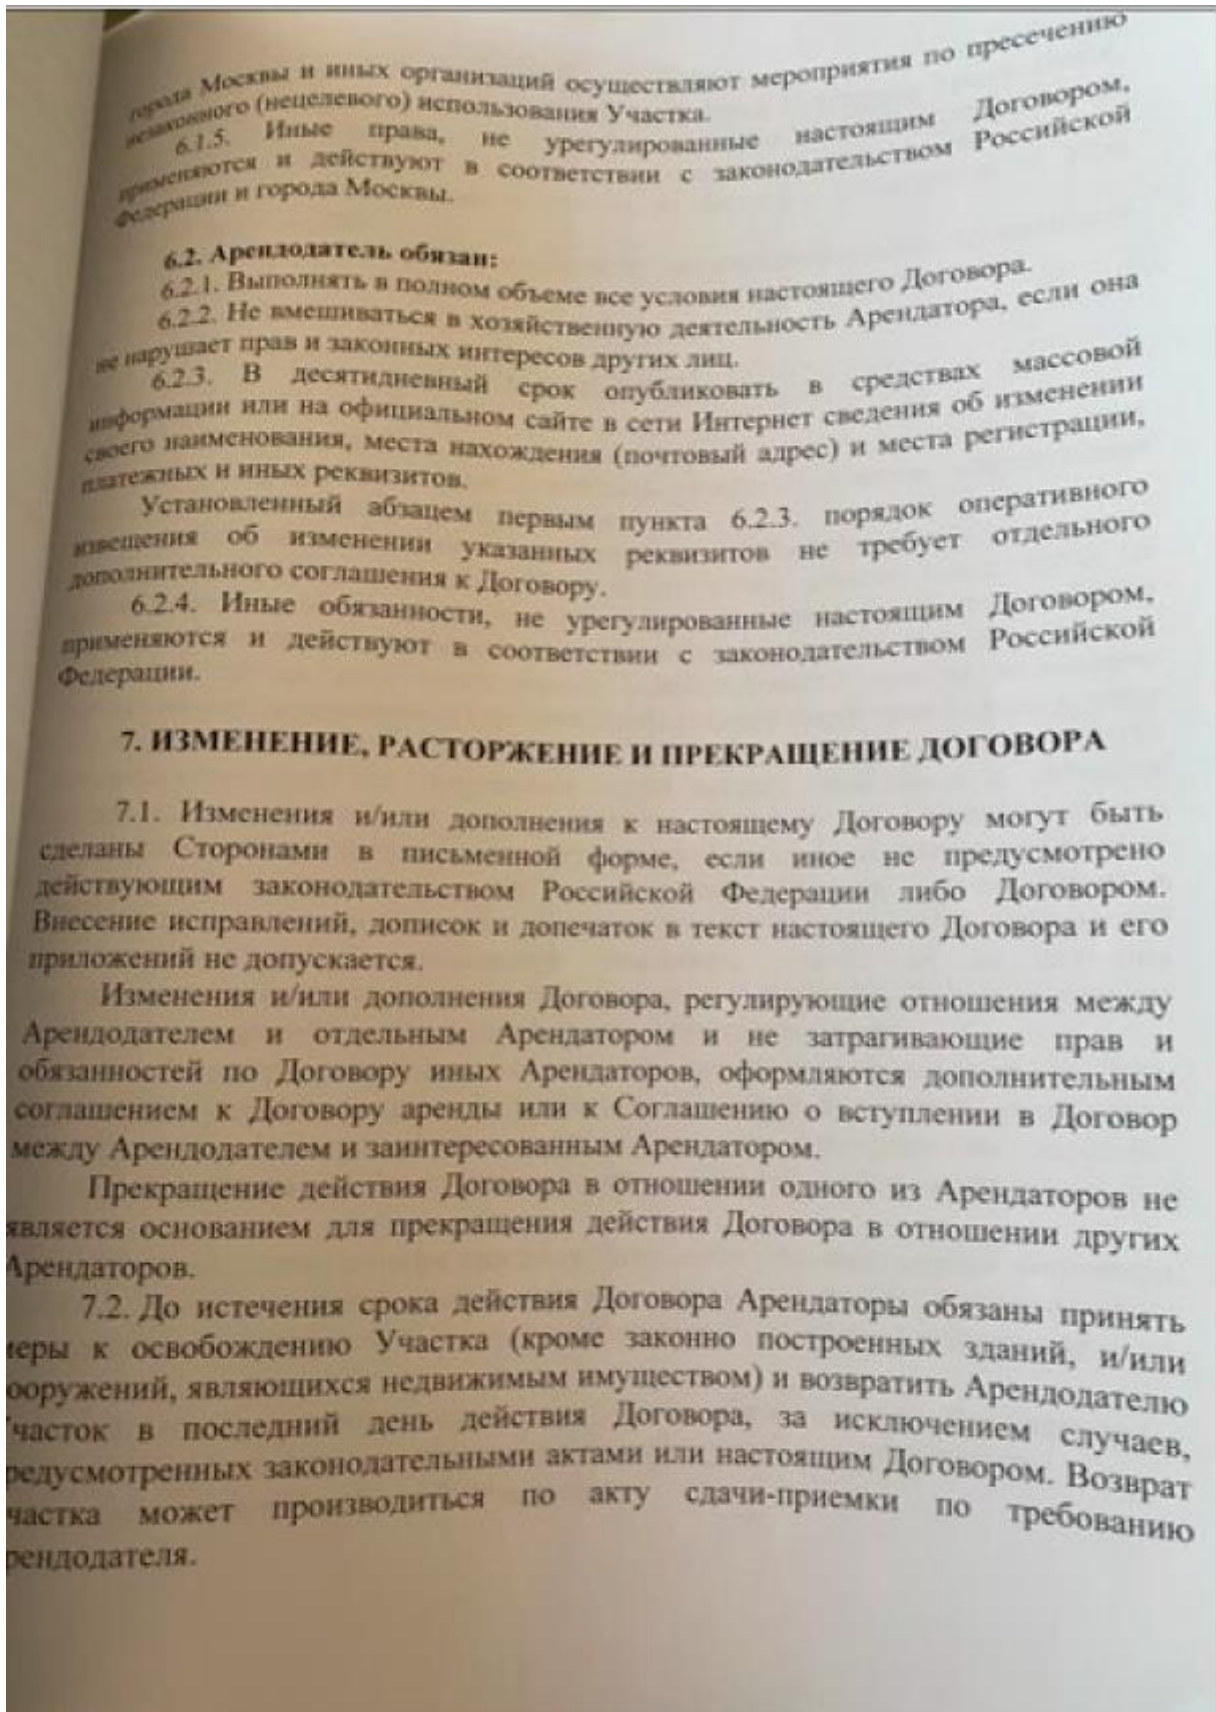 города Москвы и иных организаций осуществляют мероприятия по пресечению
незаконного (нецелевого) использования Участка.
6.1.5. Иные права, не урегулированные настоящим Договором,
применяются и действуют в соответствии с законодательством Российской
Федерации и города Москвы.
6.2. Арендодатель обязан:
6.2.1. Выполнять в полном объеме все условия настоящего Договора.
6.2.2. Не вмешиваться в хозяйственную деятельность Арендатора, если она
не нарушает прав и законных интересов других лиц.
6.2.3. В десятидневный срок опубликовать в средствах массовой
информации или на официальном сайте в сети Интернет сведения об изменении
своего наименования, места нахождения (почтовый адрес) и места регистрации,
платежных и иных реквизитов.
Установленный абзацем первым пункта 6.2.3. порядок оперативного
извещения об изменении указанных реквизитов не требует отдельного
дополнительного соглашения к Договору.
6.2.4. Иные обязанности, не урегулированные настоящим Договором,
применяются и действуют в соответствии с законодательством Российской
Федерации.
7. ИЗМЕНЕНИЕ, РАСТОРЖЕНИЕ И ПРЕКРАЩЕНИЕ ДОГОВОРА
7.1. Изменения и/или дополнения к настоящему Договору могут быть
сделаны Сторонами в письменной форме, если иное не предусмотрено
действующим законодательством Российской Федерации либо Договором.
Внесение исправлений, дописок и допечаток в текст настоящего Договора и его
приложений не допускается.
Изменения и/или дополнения Договора, регулирующие отношения между
Арендодателем и отдельным Арендатором и не затрагивающие прав и
обязанностей по Договору иных Арендаторов, оформляются дополнительным
соглашением к Договору аренды или к Соглашению о вступлении в Договор
между Арендодателем и заинтересованным Арендатором.
Прекращение действия Договора в отношении одного из Арендаторов не
является основанием для прекращения действия Договора в отношении других
Арендаторов.
7.2. До истечения срока действия Договора Арендаторы обязаны принять
меры к освобождению Участка (кроме законно построенных зданий, и/или
ооружений, являющихся недвижимым имуществом) и возвратить Арендодателю
часток в последний день действия Договора, за исключением случаев,
редусмотренных законодательными актами или настоящим Договором. Возврат
частка может производиться по акту сдачи-приемки по требованию
рендодателя.